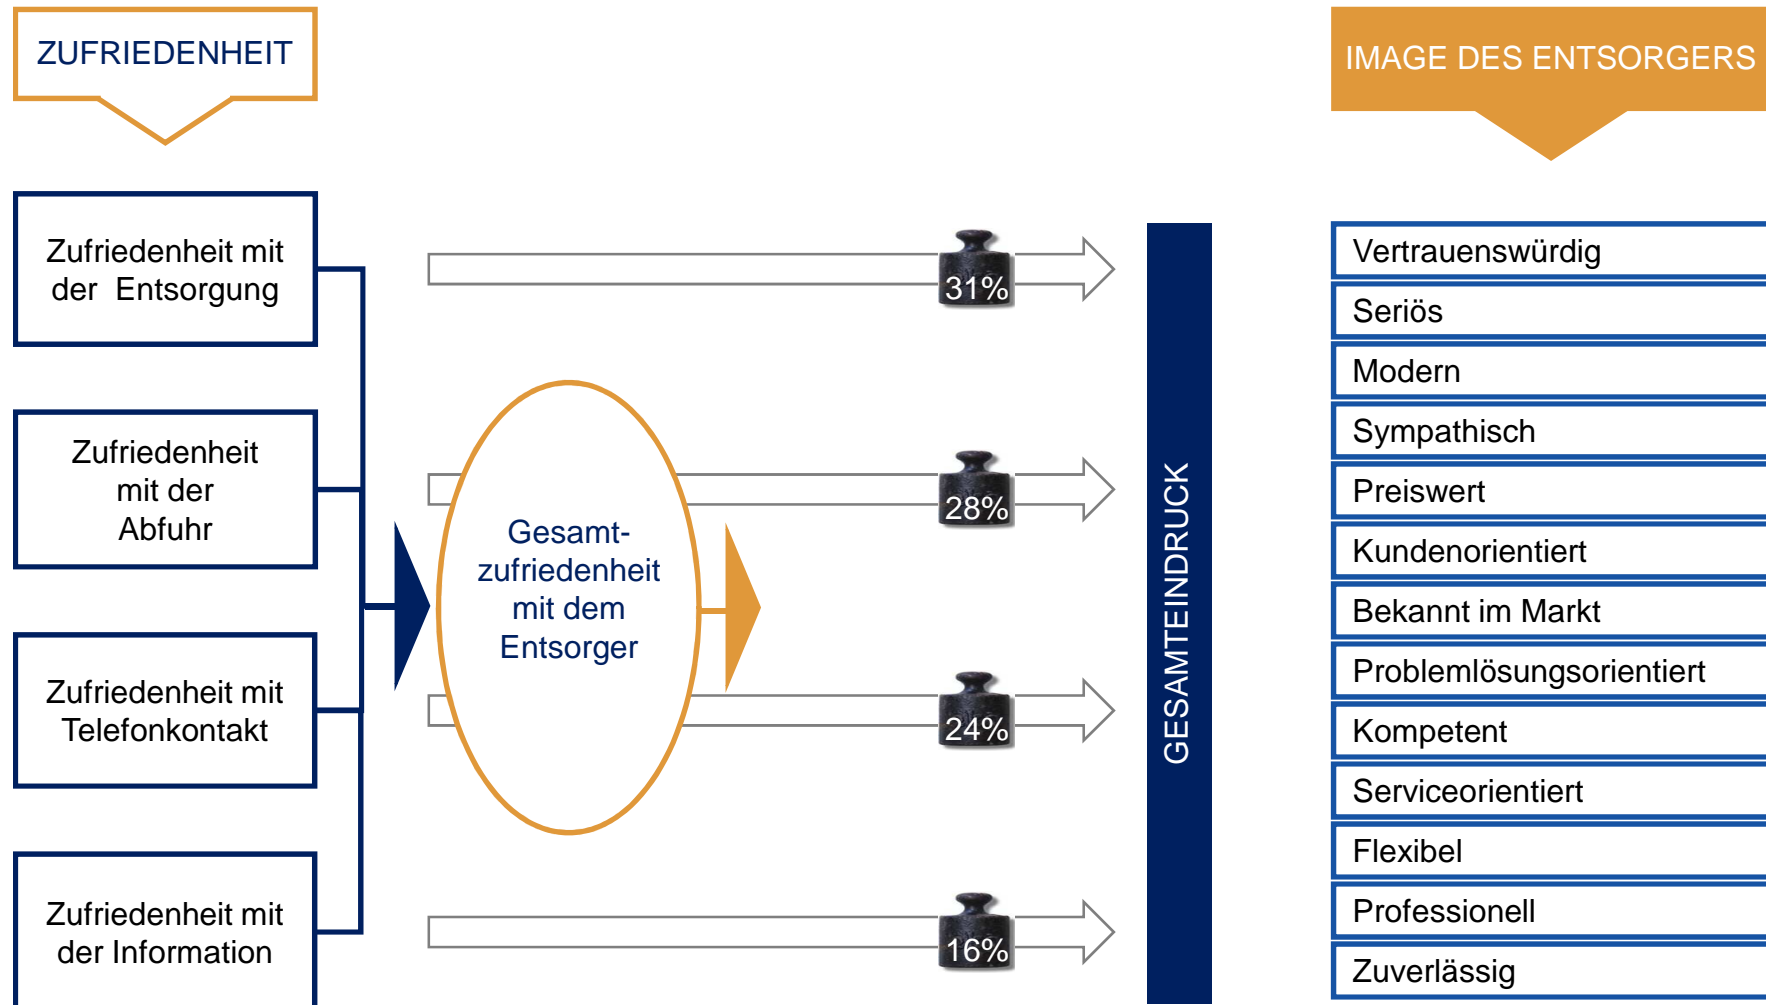 ZUFRIEDENHEIT
IMAGE DES ENTSORGERS
Zufriedenheit mit
der Entsorgung
31%
Zufriedenheit
mit der
Abfuhr
28%
Gesamt-
zufriedenheit
mit dem
Entsorger
Zufriedenheit mit
Telefonkontakt
24%
Zufriedenheit mit
der Information
16%
GESAMTEINDRUCK
Vertrauenswürdig
Seriös
Modern
Sympathisch
Preiswert
Kundenorientiert
Bekannt im Markt
Problemlösungsorientiert
Kompetent
Serviceorientiert
Flexibel
Professionell
Zuverlässig